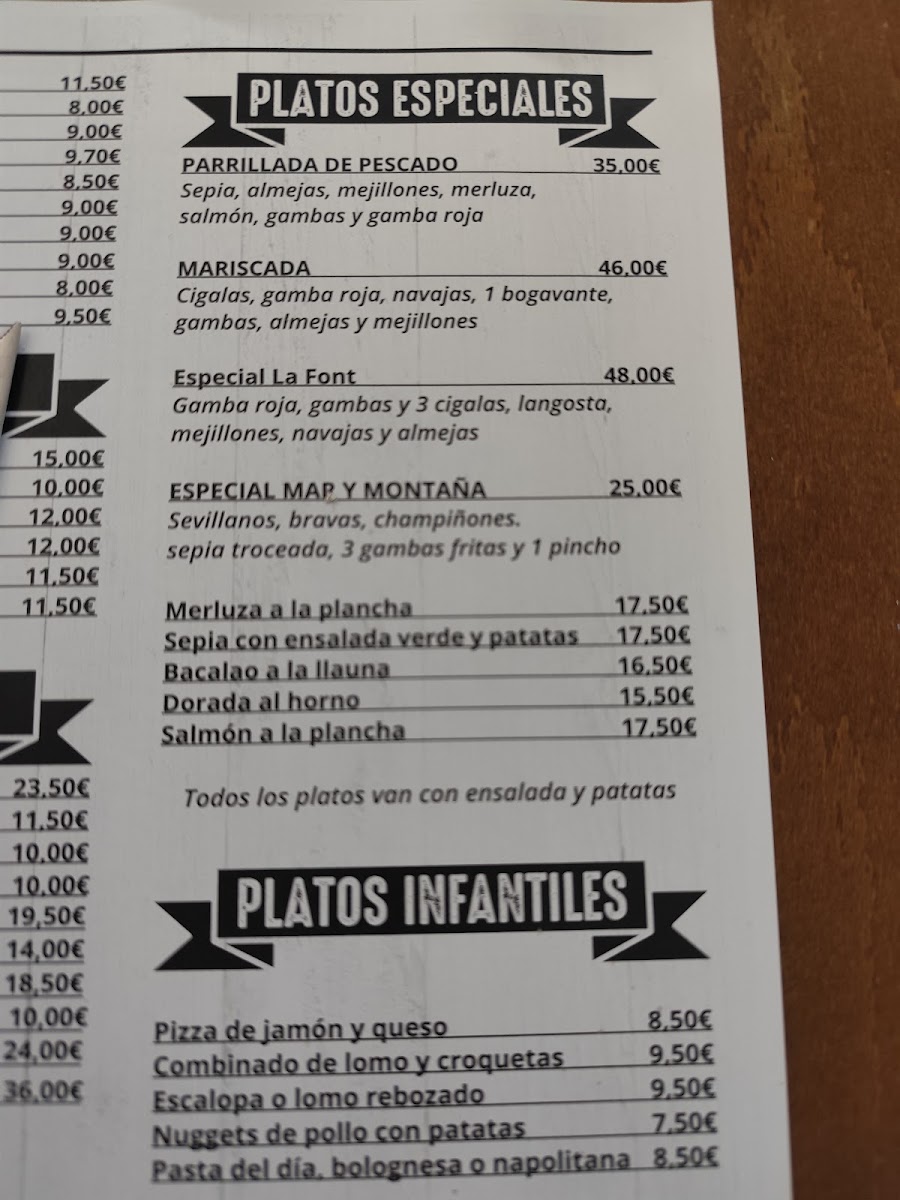 11,50€
8,00€
9,00€
9,70€
8,50€
9,00€
9,00€
9,00€
8,00€
9,50€
15,00€
10,00€
12,00€
12,00€
11,50€
11,50€
23,50€
11,50€
10,00€
10,00€
19,50€
14,00€
18,50€
10,00€
24,00€
36,00€
PLATOS ESPECIALES
PARRILLADA DE PESCADO 35,00€
Sepia, almejas, mejillones, merluza,
salmón, gambas y gamba roja
MARISCADA 46,00€
Cigalas, gamba roja, navajas, 1 bogavante,
gambas, almejas y mejillones
Especial La Font 48,00€
Gamba roja, gambas y 3 cigalas, langosta,
mejillones, navajas y almejas
ESPECIAL MAR Y MONTAÑA 25,00€
Sevillanos, bravas, champiñones.
sepia troceada, 3 gambas fritas y 1 pincho
Merluza a la plancha 17,50€
Sepia con ensalada verde y patatas 17,50€
Bacalao a la llauna 16,50€
Dorada al horno 15,50€
Salmón a la plancha 17,50€
Todos los platos van con ensalada y patatas
PLATOS INFANTILES
Pizza de jamón y queso 8,50€
Combinado de lomo y croquetas 9,50€
Escalopa o lomo rebozado 9,50€
Nuggets de pollo con patatas 7,50€
Pasta del día, bolognesa o napolitana 8,50€